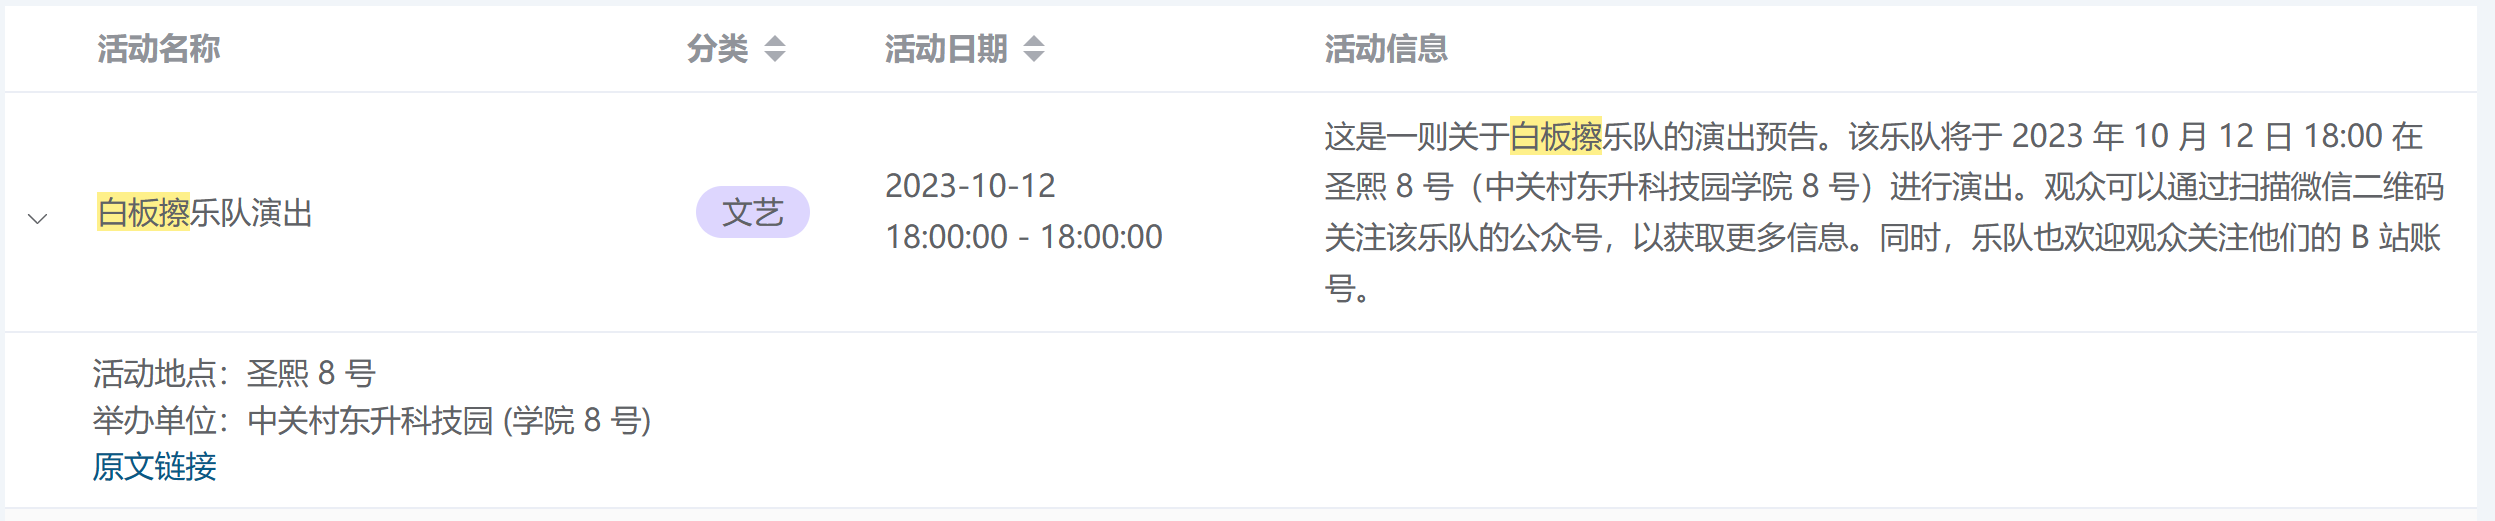 活动名称 分类 活动日期 活动信息
白板擦乐队演出
文艺
2023-10-12
18:00:00 - 18:00:00
这是一则关于白板擦乐队的演出预告。该乐队将于 2023 年 10 月 12 日 18:00 在
圣熙 8 号（中关村东升科技园学院 8 号）进行演出。观众可以通过扫描微信二维码
关注该乐队的公众号，以获取更多信息。同时，乐队也欢迎观众关注他们的 B 站账
号。
活动地点：圣熙 8 号
举办单位：中关村东升科技园 (学院 8 号)
原文链接